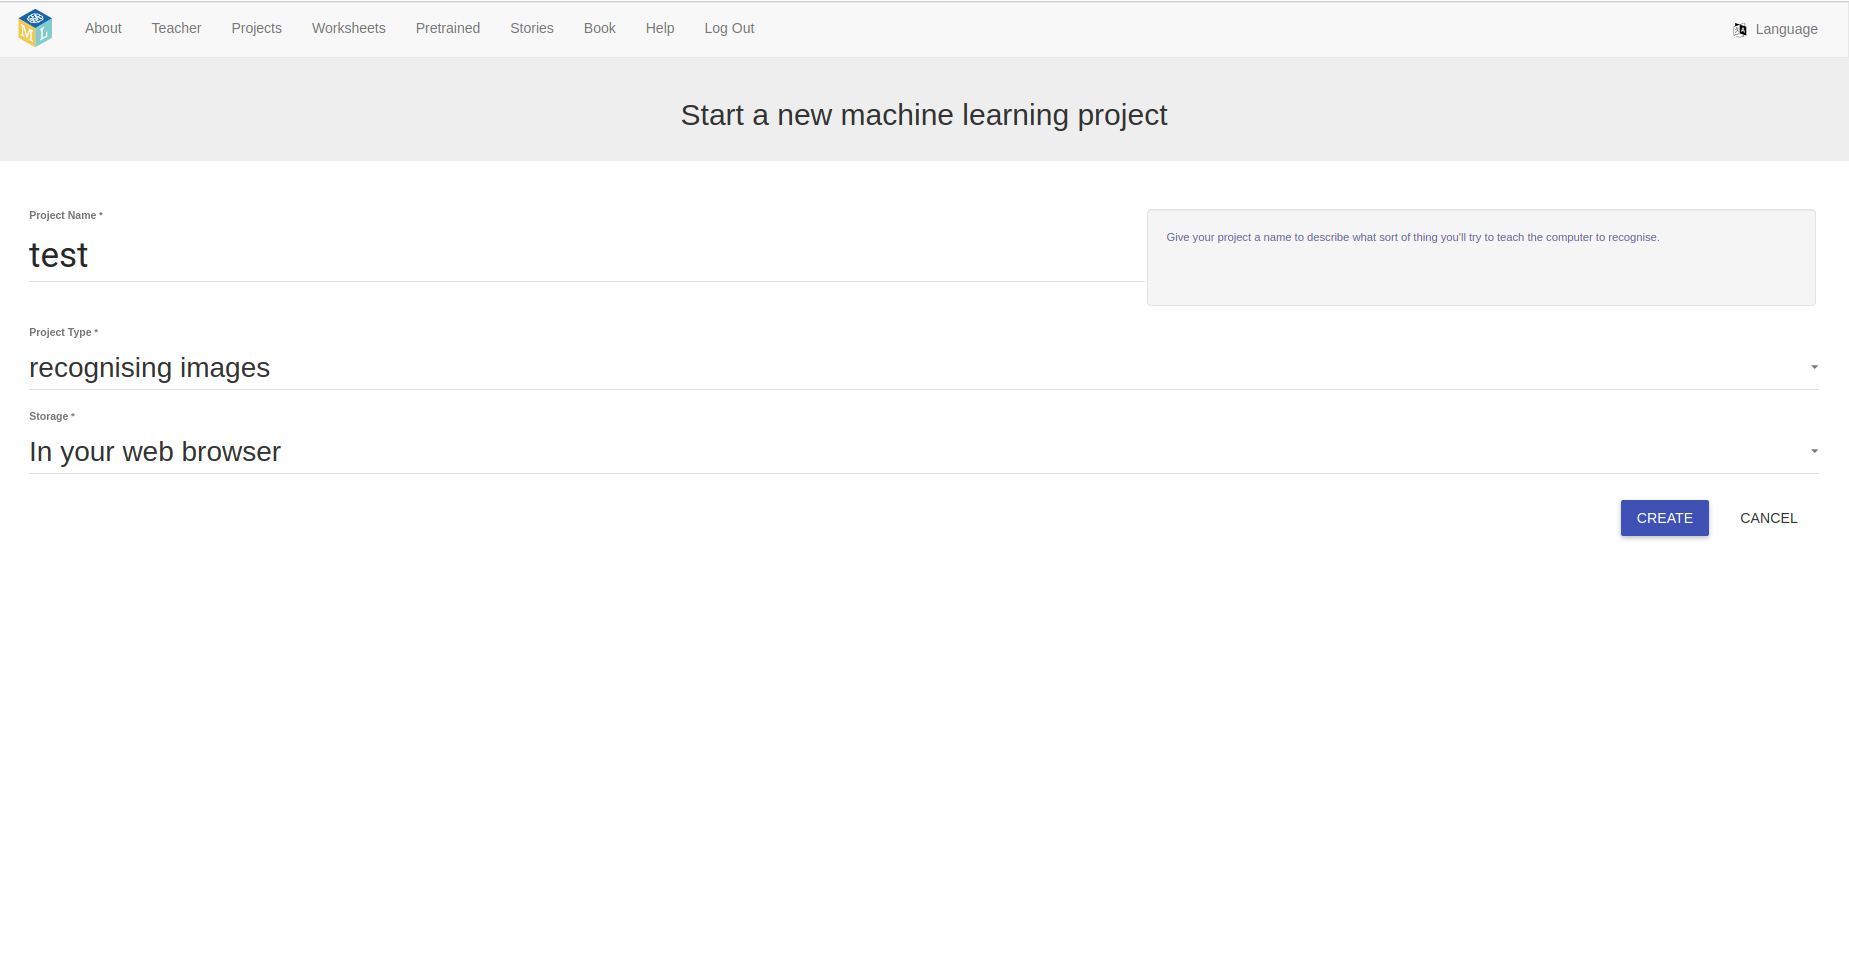 M L
About Teacher Projects Worksheets Pretrained Stories Book Help Log Out Language
Start a new machine learning project
Project Name *
test
Give your project a name to describe what sort of thing you'll try to teach the computer to recognise.
Project Type *
recognising images
Storage *
In your web browser
CREATE CANCEL